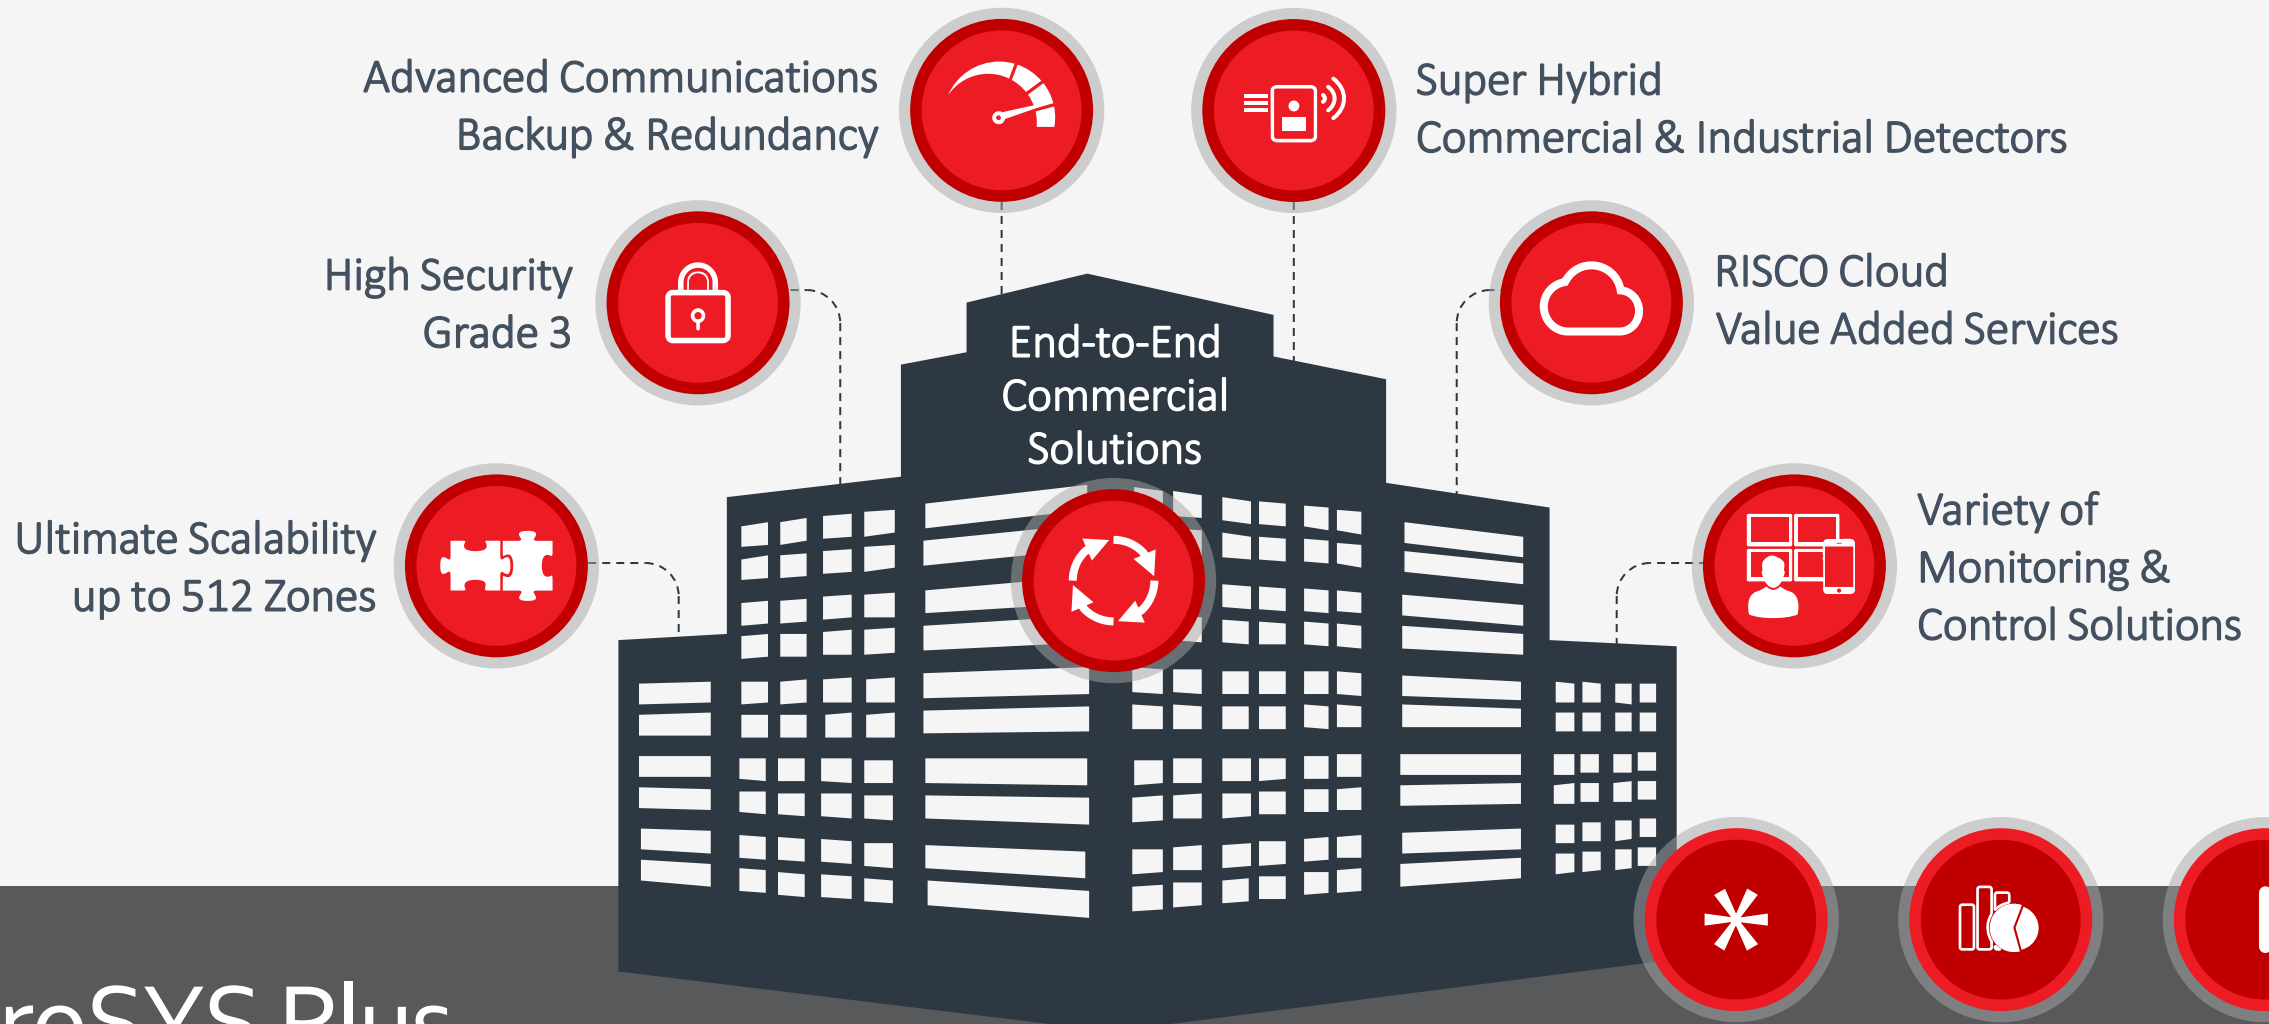 Advanced Communications
Backup & Redundancy
Super Hybrid
Commercial & Industrial Detectors
High Security
Grade 3
RISCO Cloud
Value Added Services
End-to-End
Commercial
Solutions
Ultimate Scalability
up to 512 Zones
Variety of
Monitoring &
Control Solutions
Plus